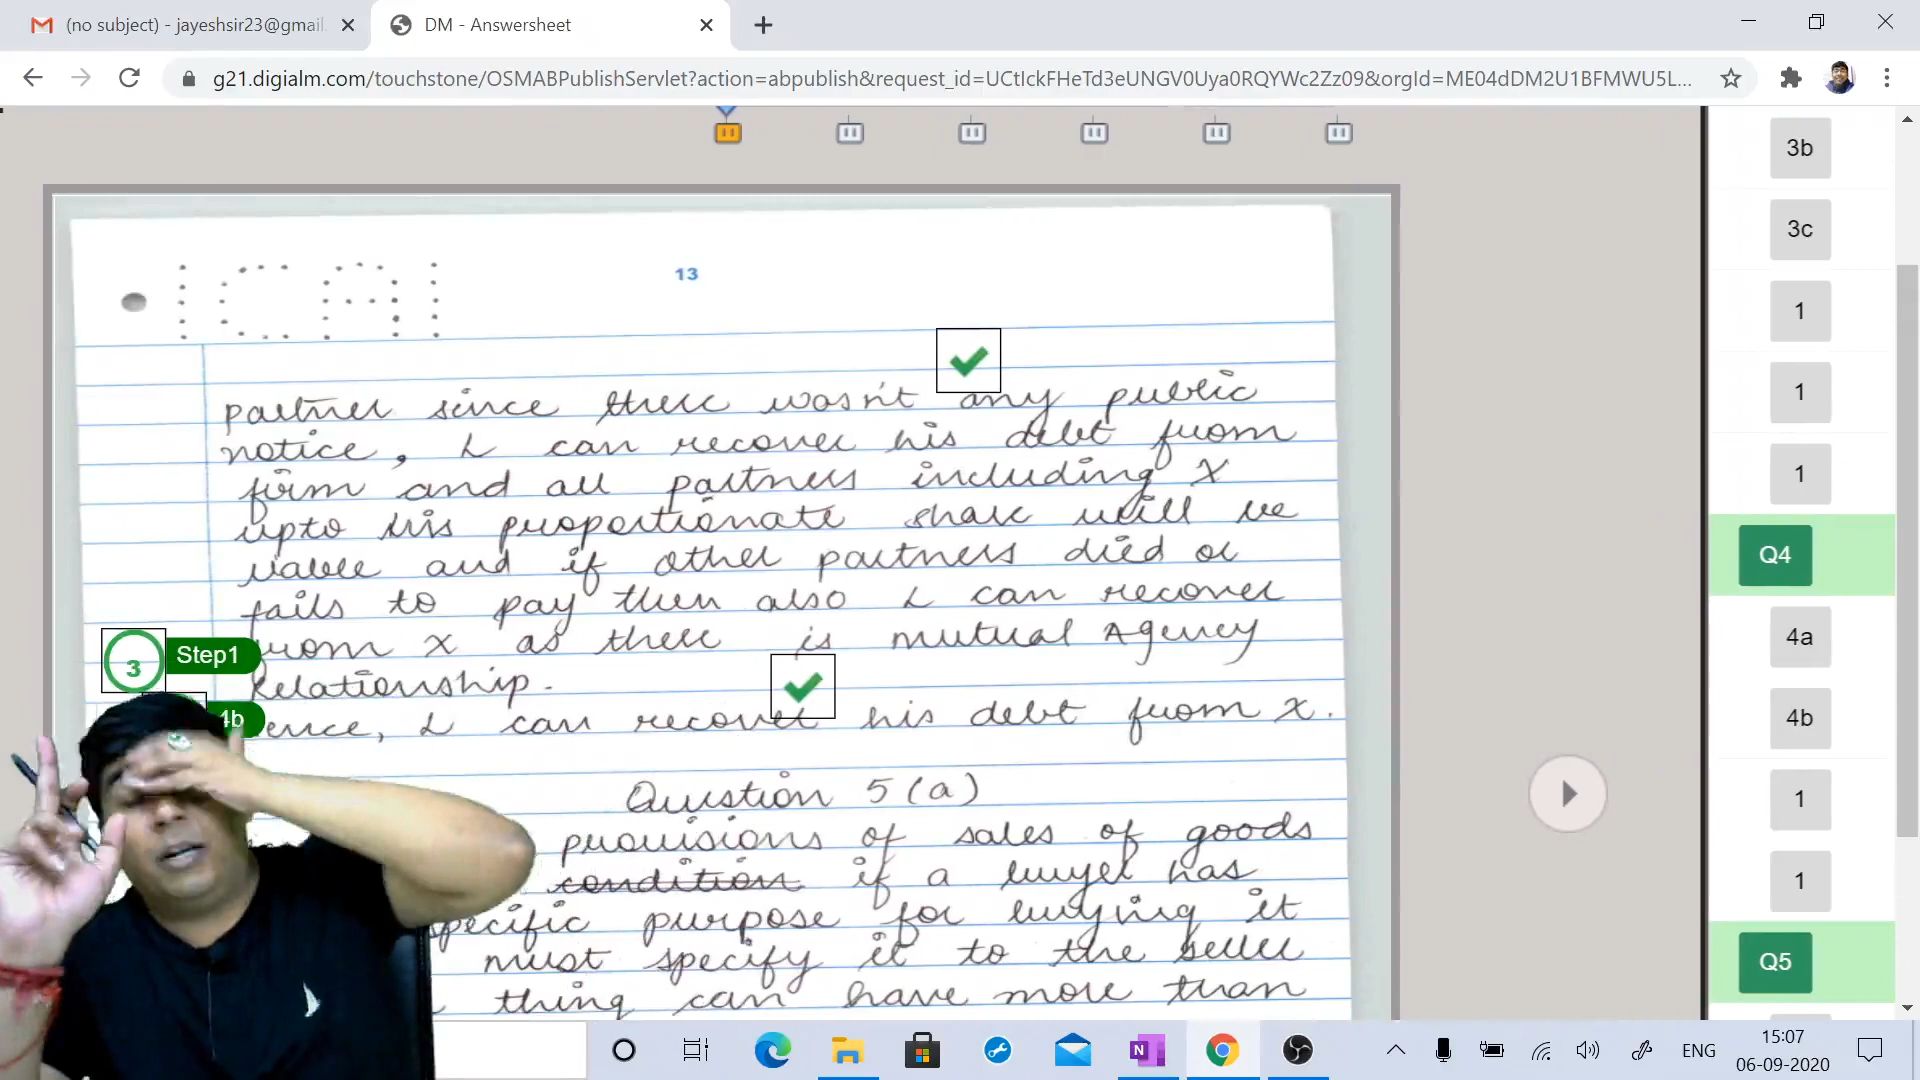 (no subject) - jayeshsir23@gmail.
DM - Answersheet
g21.digialm.com/touchstone/OSMABPublishServlet?action=abpublish&request_id=UCtIckFHeTd3eUNGV0Uya0RQYWc2Zz09&orgId=ME04dDM2U1BFMWU5L...
ICAI
13
partner since there wasn't any public
notice, L can recover his debt from
firm and all partners including X
upto his proportionate share will be
liable and if other partners died or
fails to pay then also L can recover
from X as there is mutual Agency
Relationship.
ence, L can recover his debt from X.
3
Step1
4b
Question 5(a)
provisions of sales of goods
condition if a buyer has
pecific purpose for buying it
must specify it to the seller
thing can have more than
3b
3c
1
1
1
Q4
4a
4b
1
1
Q5
ENG
15:07
06-09-2020